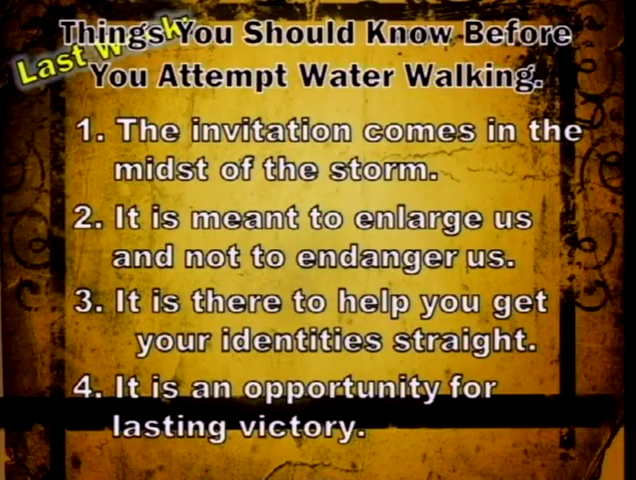 Last Week:
Things You Should Know Before
You Attempt Water Walking.
1. The invitation comes in the
midst of the storm.
2. It is meant to enlarge us
and not to endanger us.
3. It is there to help you get
your identities straight.
4. It is an opportunity for
lasting victory.